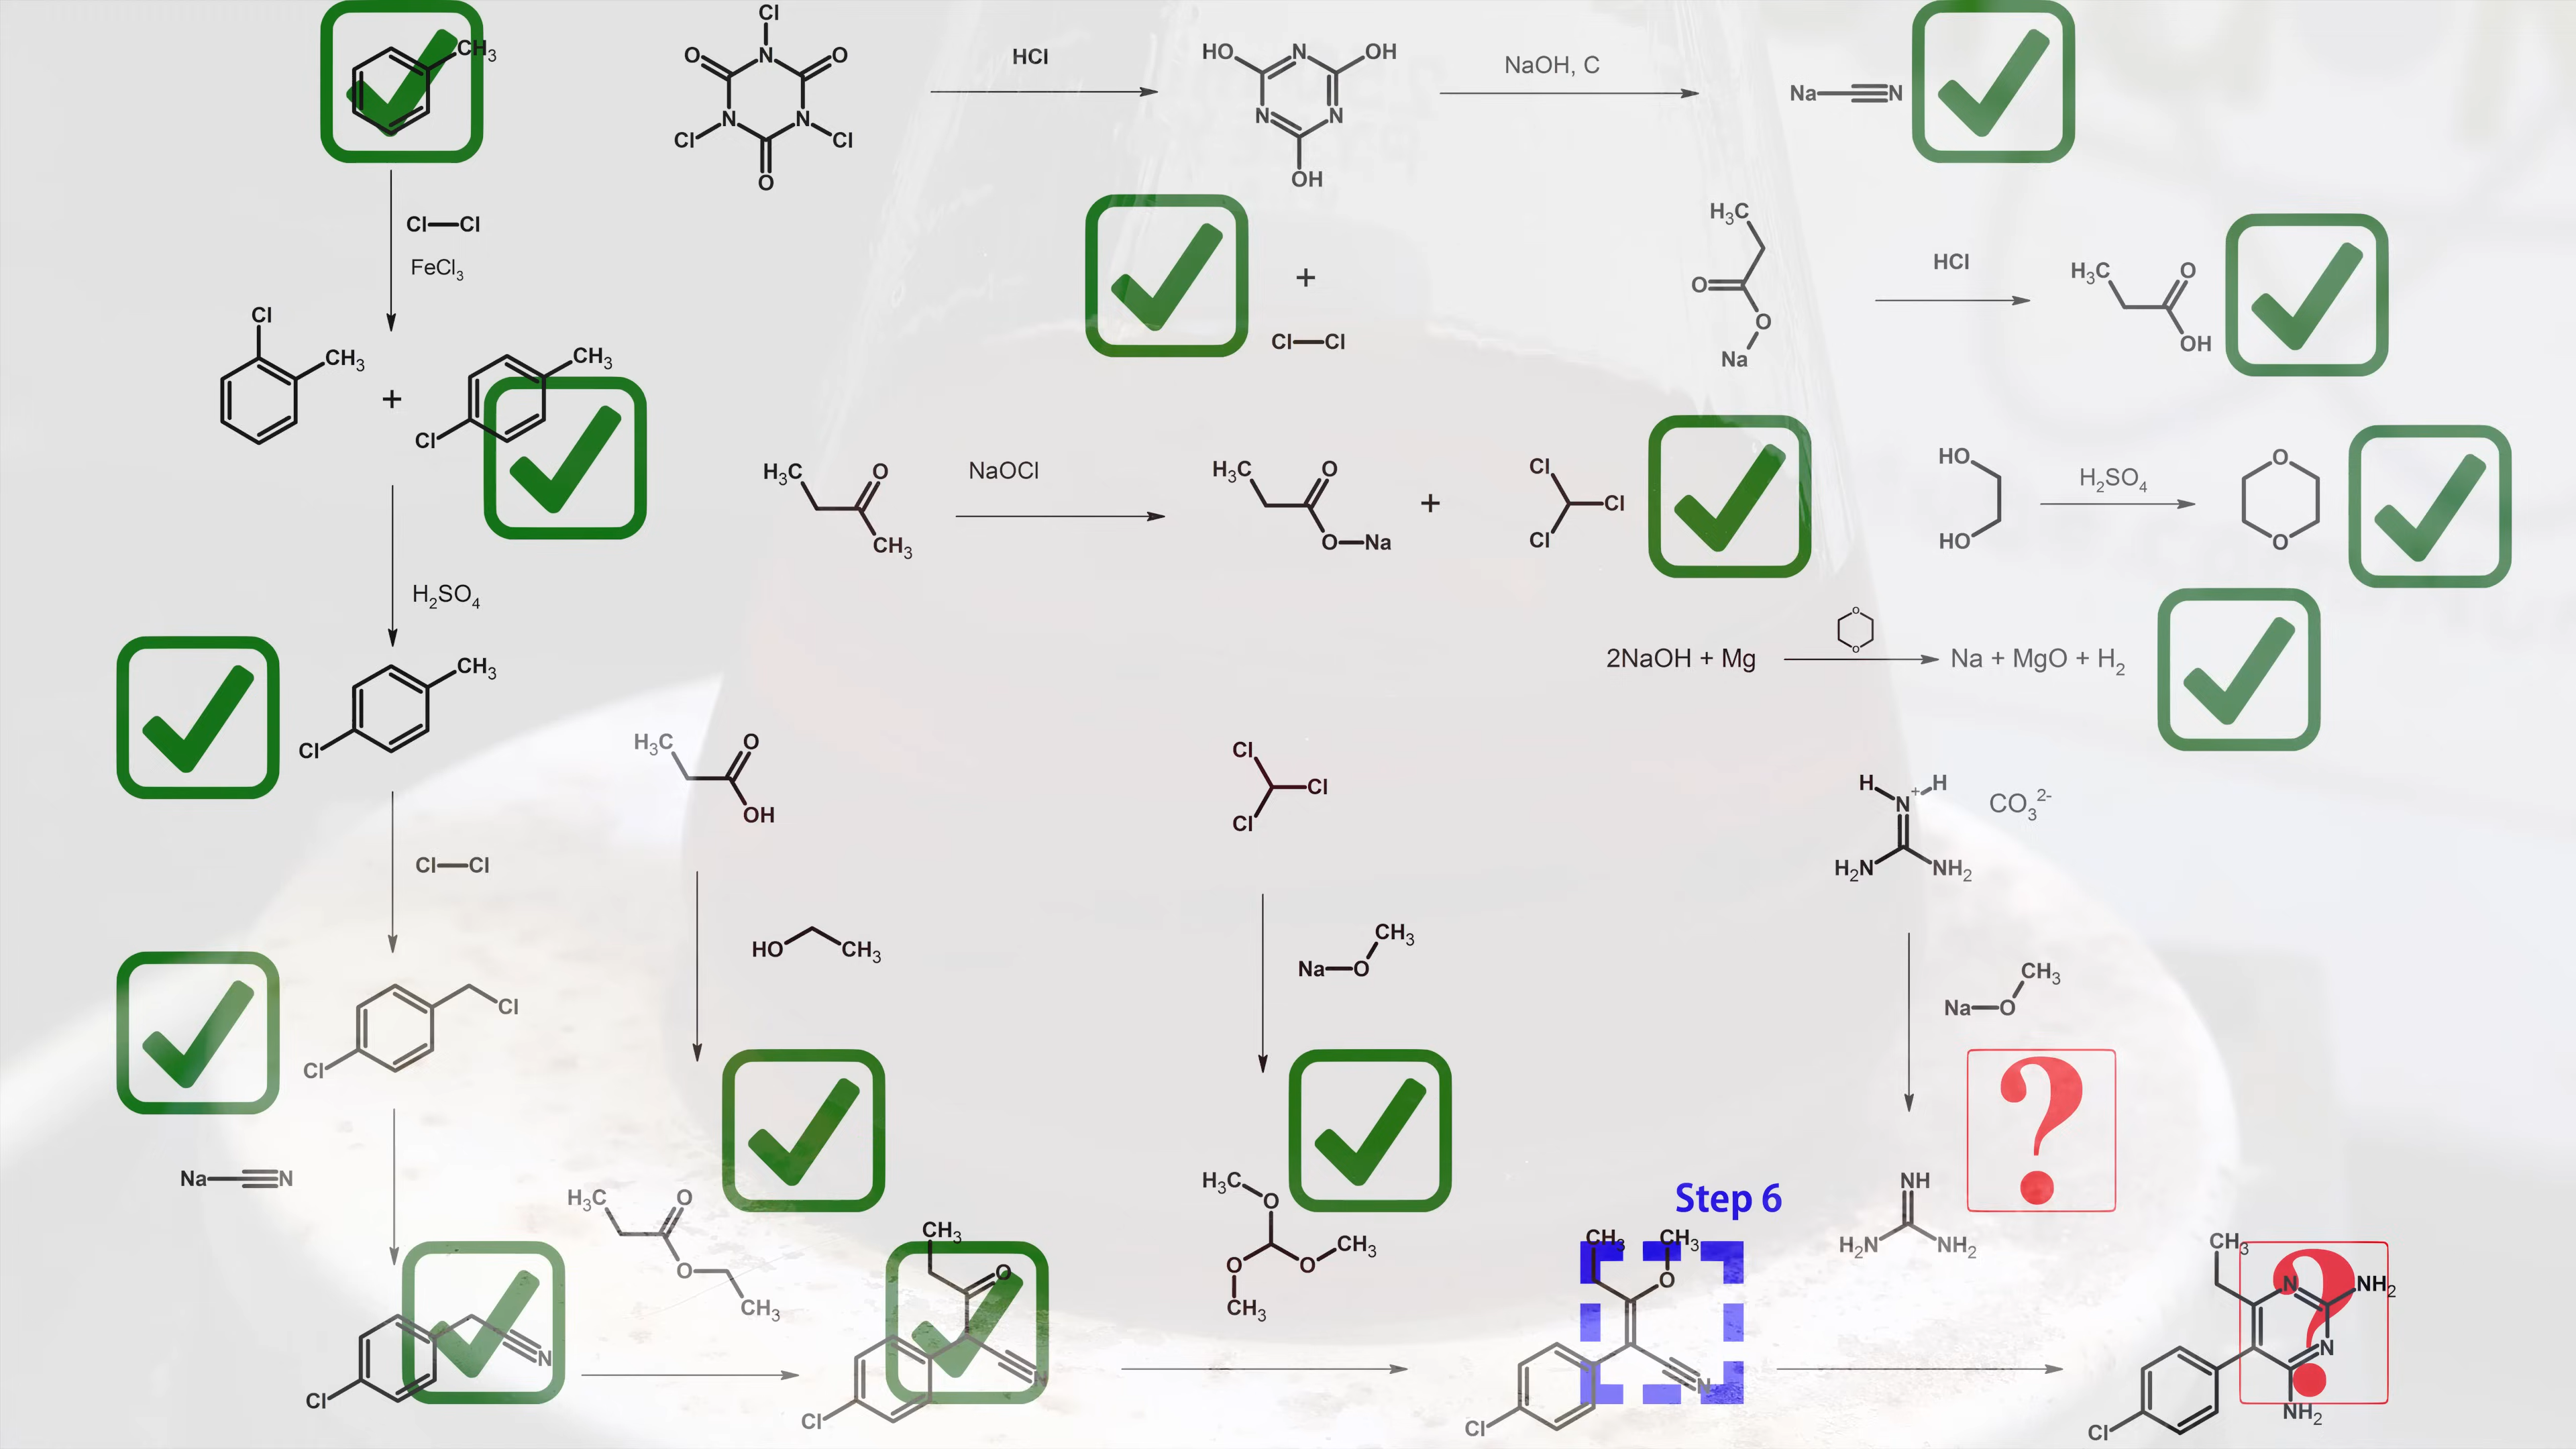 CH3
Cl
N
O
O
N
N
Cl
Cl
O
HCl
HO
N
OH
N
N
OH
NaOH, C
Na
N
Cl
Cl
FeCl3
+
Cl
Cl
H3C
O
O
Na
HCl
H3C
O
OH
Cl
CH3
+
CH3
Cl
H3C
O
CH3
NaOCl
H3C
O
O
Na
+
Cl
Cl
Cl
HO
HO
H2SO4
O
O
H2SO4
2NaOH + Mg
O
O
Na + MgO + H2
CH3
Cl
H3C
O
OH
Cl
Cl
Cl
H
N
+
H
H2N
NH2
CO3 2-
Cl
Cl
HO
CH3
Na
O
CH3
Na
O
CH3
Cl
Cl
?
Na
N
H3C
O
O
CH3
H3C
O
O
CH3
O
CH3
Step 6
NH
H2N
NH2
N
Cl
CH3
O
N
Cl
CH3
CH3
O
N
Cl
CH3
N
NH2
N
NH2
Cl
?